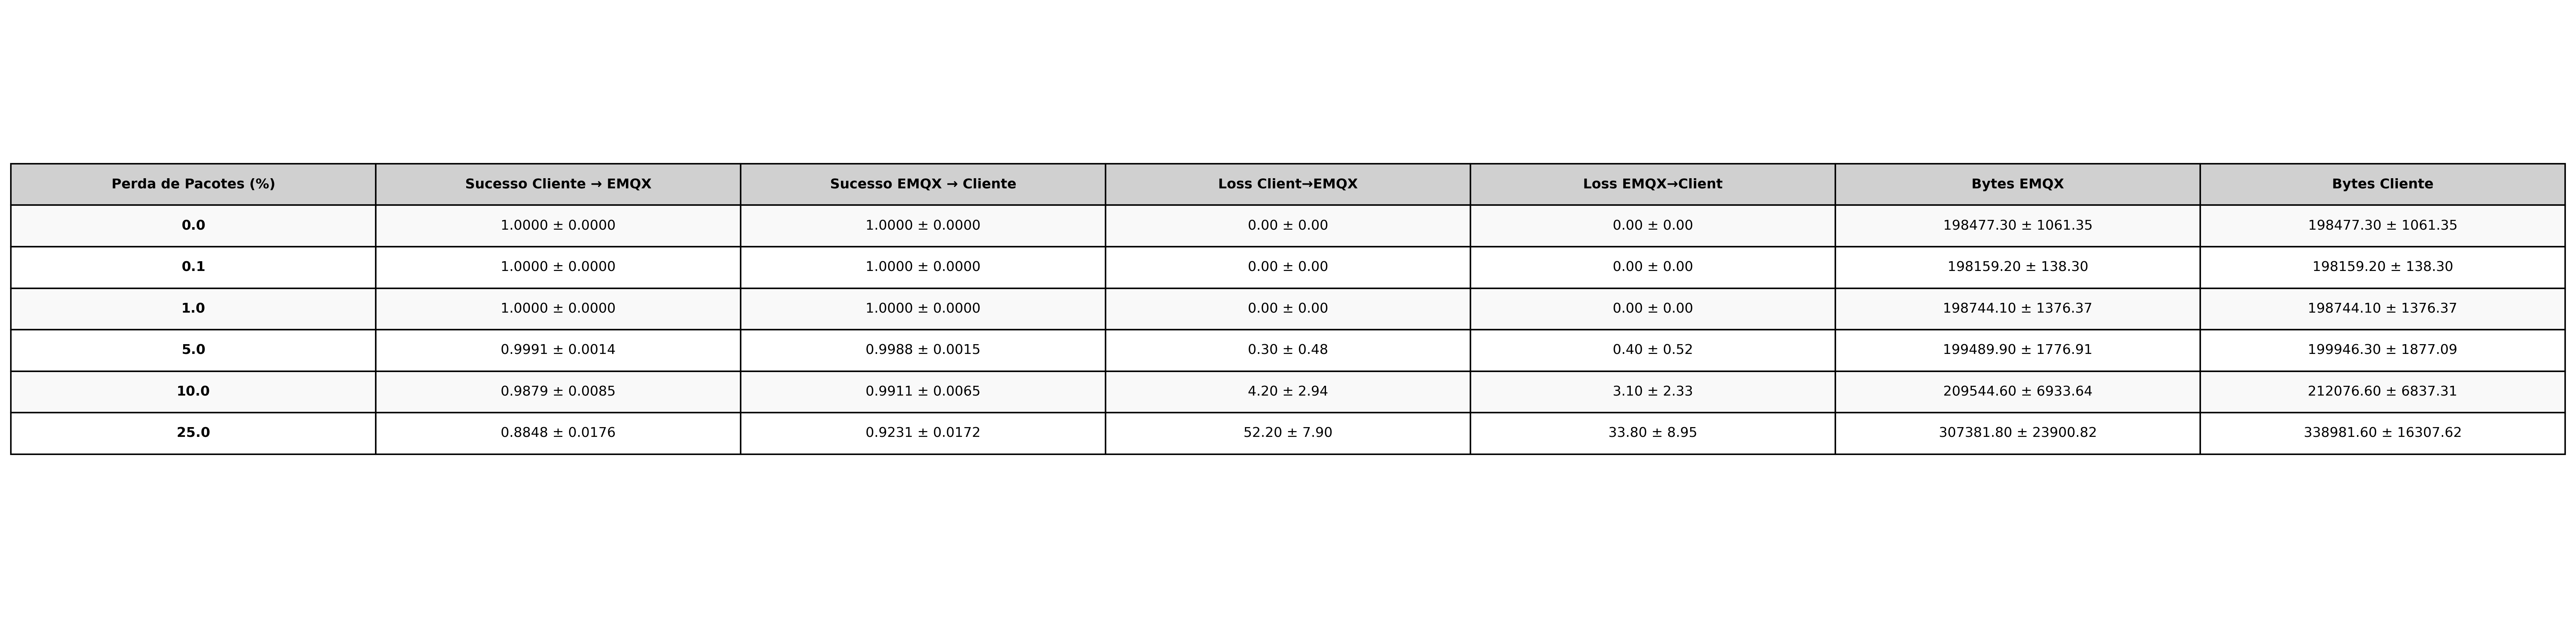 Perda de Pacotes (%) Sucesso Cliente → EMQX Sucesso EMQX → Cliente Loss Client→EMQX Loss EMQX→Client Bytes EMQX Bytes Cliente
0.0 1.0000 ± 0.0000 1.0000 ± 0.0000 0.00 ± 0.00 0.00 ± 0.00 198477.30 ± 1061.35 198477.30 ± 1061.35
0.1 1.0000 ± 0.0000 1.0000 ± 0.0000 0.00 ± 0.00 0.00 ± 0.00 198159.20 ± 138.30 198159.20 ± 138.30
1.0 1.0000 ± 0.0000 1.0000 ± 0.0000 0.00 ± 0.00 0.00 ± 0.00 198744.10 ± 1376.37 198744.10 ± 1376.37
5.0 0.9991 ± 0.0014 0.9988 ± 0.0015 0.30 ± 0.48 0.40 ± 0.52 199489.90 ± 1776.91 199946.30 ± 1877.09
10.0 0.9879 ± 0.0085 0.9911 ± 0.0065 4.20 ± 2.94 3.10 ± 2.33 209544.60 ± 6933.64 212076.60 ± 6837.31
25.0 0.8848 ± 0.0176 0.9231 ± 0.0172 52.20 ± 7.90 33.80 ± 8.95 307381.80 ± 23900.82 338981.60 ± 16307.62